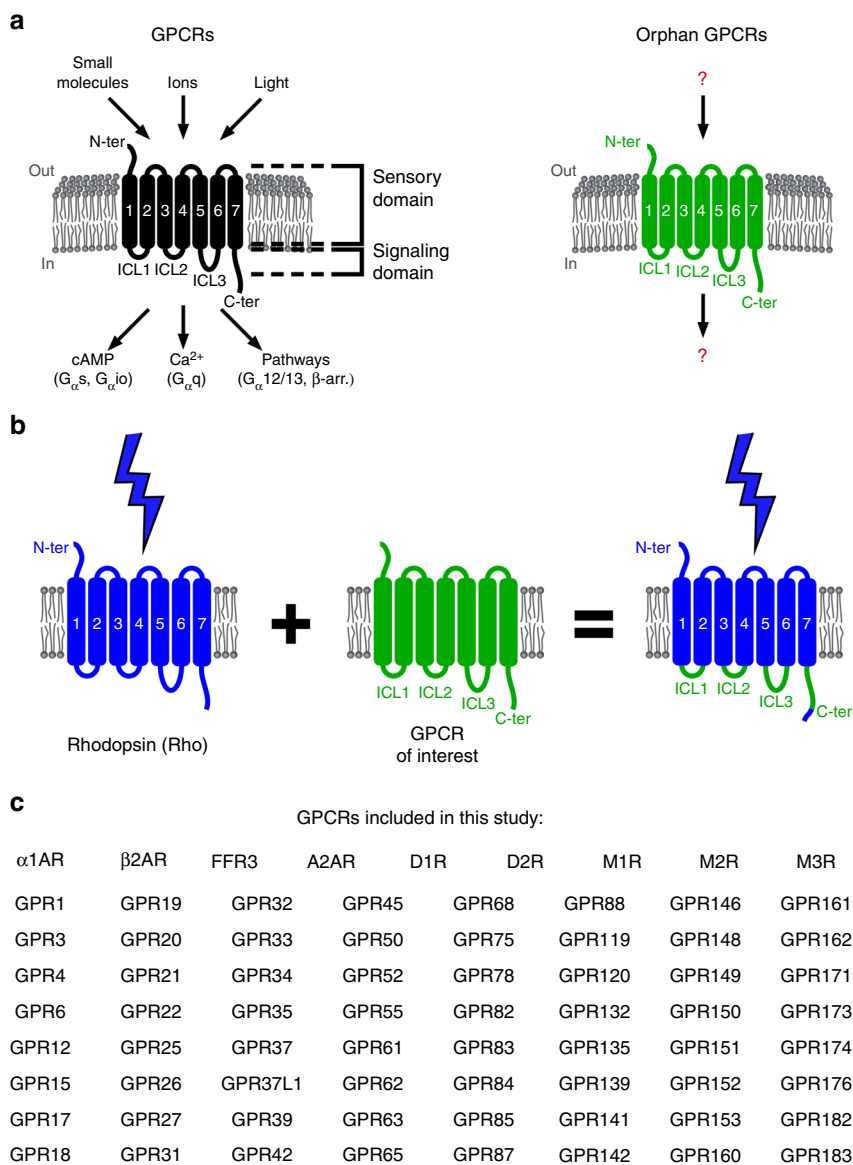 a
GPCRs
Orphan GPCRs
Small
molecules
Ions
Light
?
N-ter
N-ter
Out
Out
Sensory
domain
1 2 3 4 5 6 7
1 2 3 4 5 6 7
In
In
Signaling
domain
ICL1
ICL2
ICL3
C-ter
ICL1
ICL2
ICL3
C-ter
cAMP
(Gαs, Gαio)
Ca2+
(Gαq)
Pathways
(Gα12/13, β-arr.)
?
b
N-ter
N-ter
1 2 3 4 5 6 7
+
=
1 2 3 4 5 6 7
ICL1
ICL2
ICL3
C-ter
ICL1
ICL2
ICL3
C-ter
Rhodopsin (Rho)
GPCR
of interest
c
GPCRs included in this study:
α1AR β2AR FFR3 A2AR D1R D2R M1R M2R M3R
GPR1 GPR19 GPR32 GPR45 GPR68 GPR88 GPR146 GPR161
GPR3 GPR20 GPR33 GPR50 GPR75 GPR119 GPR148 GPR162
GPR4 GPR21 GPR34 GPR52 GPR78 GPR120 GPR149 GPR171
GPR6 GPR22 GPR35 GPR55 GPR82 GPR132 GPR150 GPR173
GPR12 GPR25 GPR37 GPR61 GPR83 GPR135 GPR151 GPR174
GPR15 GPR26 GPR37L1 GPR62 GPR84 GPR139 GPR152 GPR176
GPR17 GPR27 GPR39 GPR63 GPR85 GPR141 GPR153 GPR182
GPR18 GPR31 GPR42 GPR65 GPR87 GPR142 GPR160 GPR183